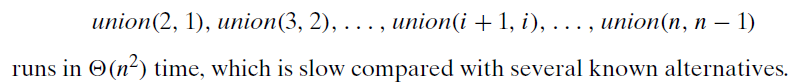 union(2, 1), union(3, 2), . . . , union(i + 1, i), . . . , union(n, n − 1)
runs in Θ(n²) time, which is slow compared with several known alternatives.